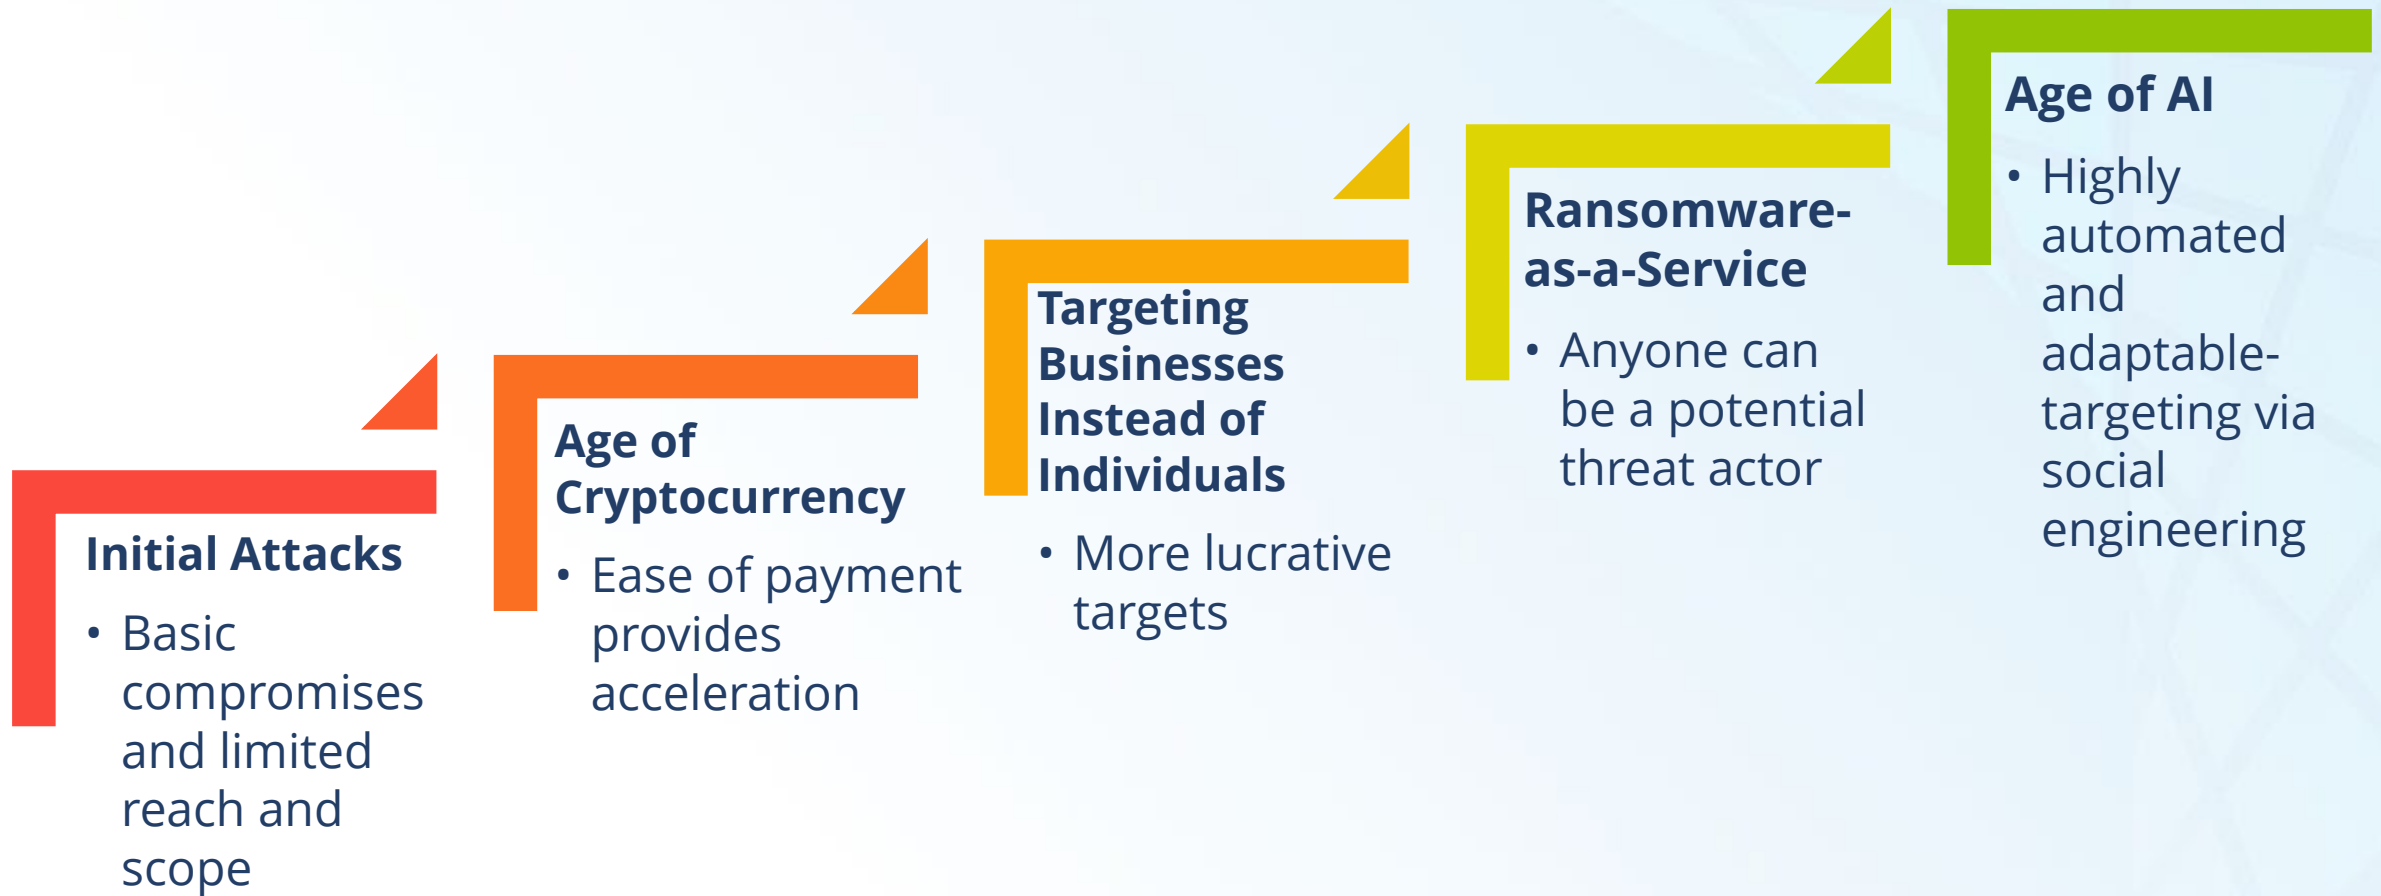 Initial Attacks
• Basic
compromises
and limited
reach and
scope
Age of
Cryptocurrency
• Ease of payment
provides
acceleration
Targeting
Businesses
Instead of
Individuals
• More lucrative
targets
Ransomware-
as-a-Service
• Anyone can
be a potential
threat actor
Age of AI
• Highly
automated
and
adaptable-
targeting via
social
engineering